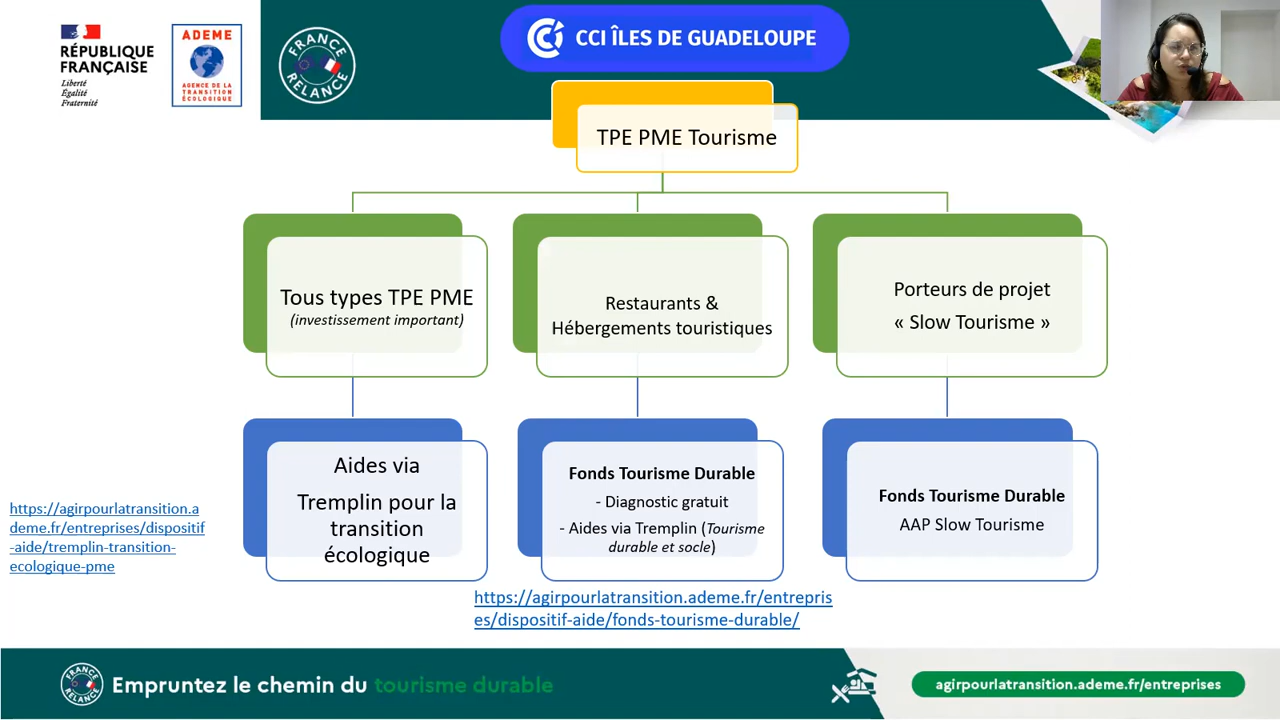 RÉPUBLIQUE
FRANÇAISE
Liberté
Égalité
Fraternité
ADEME
AGENCE DE LA
TRANSITION
ÉCOLOGIQUE
FRANCE
RELANCE
CCI ÎLES DE GUADELOUPE
TPE PME Tourisme
Tous types TPE PME
(investissement important)
Restaurants &
Hébergements touristiques
Porteurs de projet
« Slow Tourisme »
Aides via
Tremplin pour la
transition
écologique
Fonds Tourisme Durable
- Diagnostic gratuit
- Aides via Tremplin (Tourisme
durable et socle)
Fonds Tourisme Durable
AAP Slow Tourisme
https://agirpourlatransition.a
deme.fr/entreprises/dispositif
-aide/tremplin-transition-
ecologique-pme
https://agirpourlatransition.ademe.fr/entrepris
es/dispositif-aide/fonds-tourisme-durable/
FRANCE
RELANCE
Empruntez le chemin du tourisme durable
agirpourlatransition.ademe.fr/entreprises